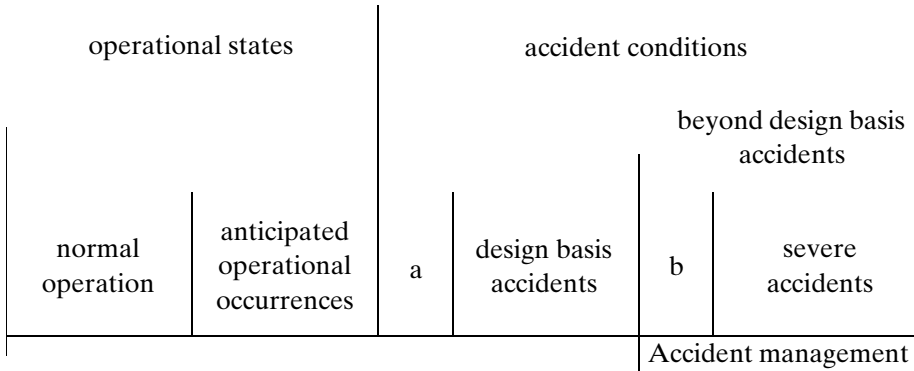 operational states
accident conditions
beyond design basis
accidents
normal
operation
anticipated
operational
occurrences
a
design basis
accidents
b
severe
accidents
Accident management